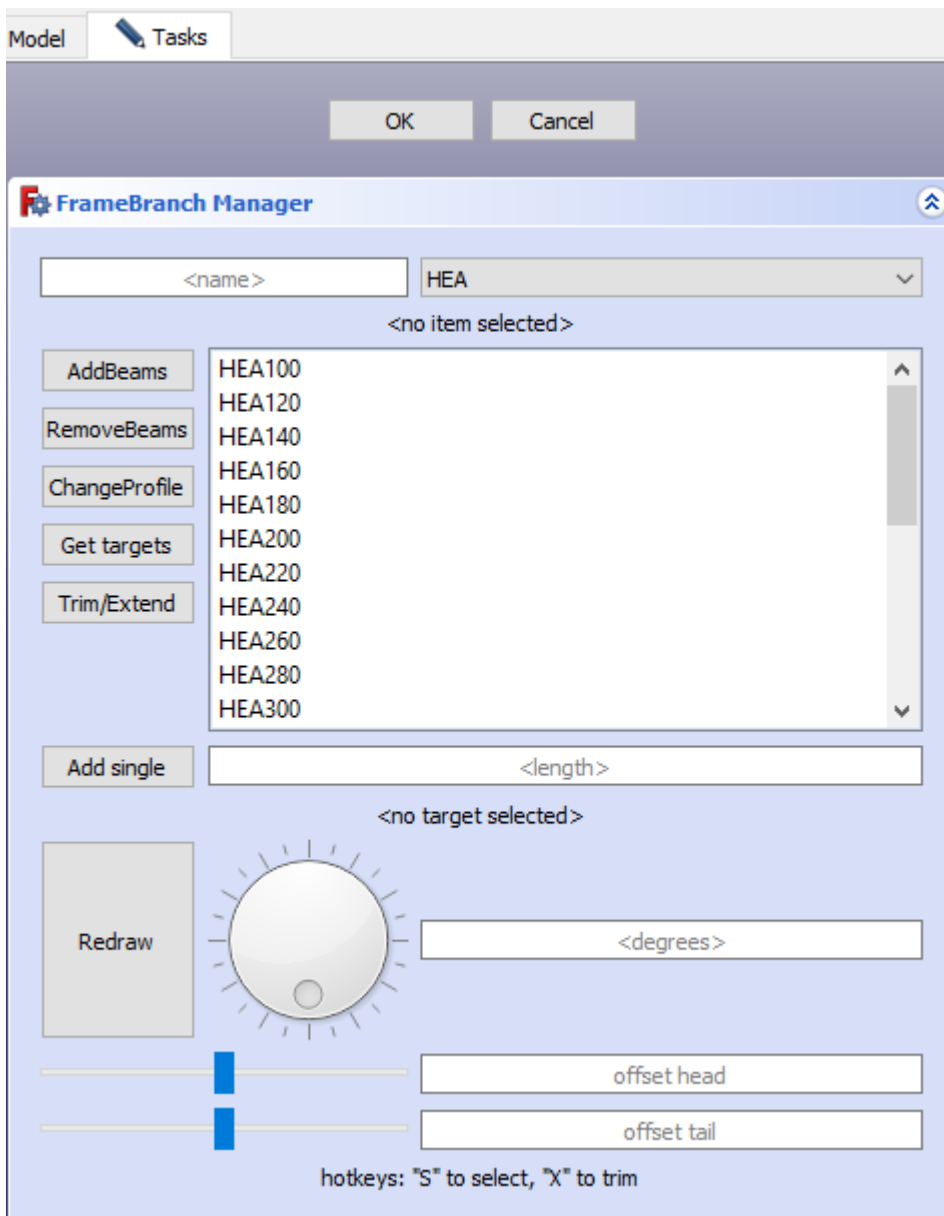 Model Tasks
OK Cancel
FrameBranch Manager
<name> HEA
<no item selected>
AddBeams
RemoveBeams
ChangeProfile
Get targets
Trim/Extend
HEA100
HEA120
HEA140
HEA160
HEA180
HEA200
HEA220
HEA240
HEA260
HEA280
HEA300
Add single <length>
<no target selected>
Redraw <degrees>
offset head
offset tail
hotkeys: "S" to select, "X" to trim